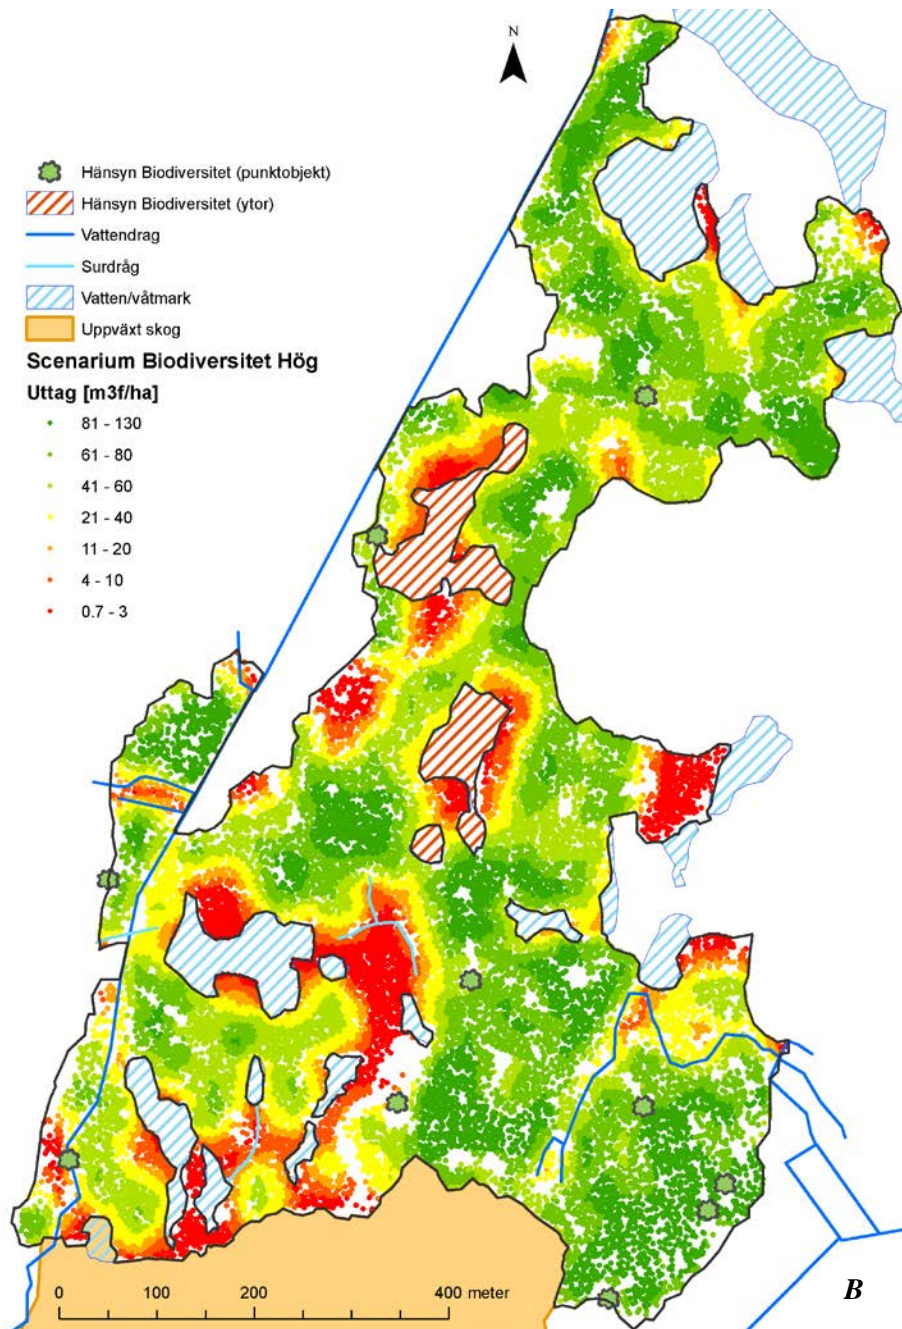 N
Hänsyn Biodiversitet (punktobjekt)
Hänsyn Biodiversitet (ytor)
Vattendrag
Surdråg
Vatten/våtmark
Uppväxt skog
Scenarium Biodiversitet Hög
Uttag [m3f/ha]
81 - 130
61 - 80
41 - 60
21 - 40
11 - 20
4 - 10
0.7 - 3
0 100 200 400 meter
B